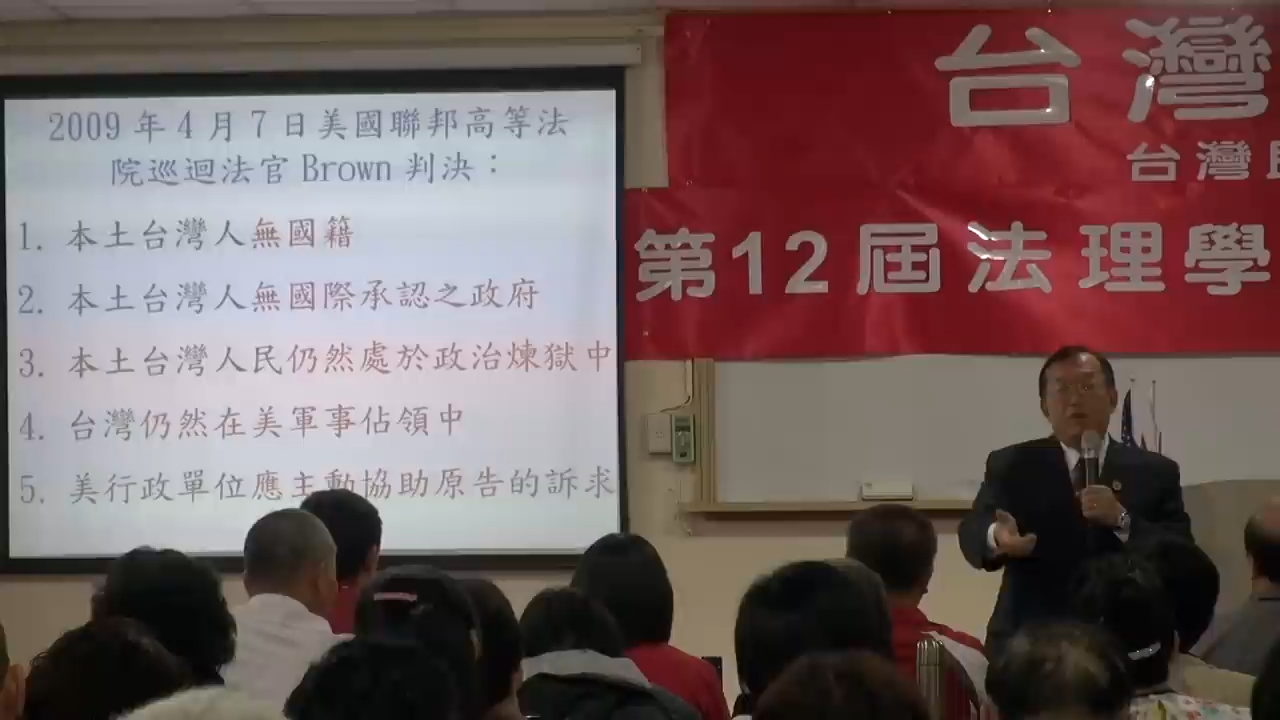 2009 年 4 月 7 日美國聯邦高等法
院巡迴法官 Brown 判決：
1. 本土台灣人無國籍
2. 本土台灣人無國際承認之政府
3. 本土台灣人民仍然處於政治煉獄中
4. 台灣仍然在美軍事佔領中
5. 美行政單位應主動協助原告的訴求
台灣
台灣
第12屆法理學